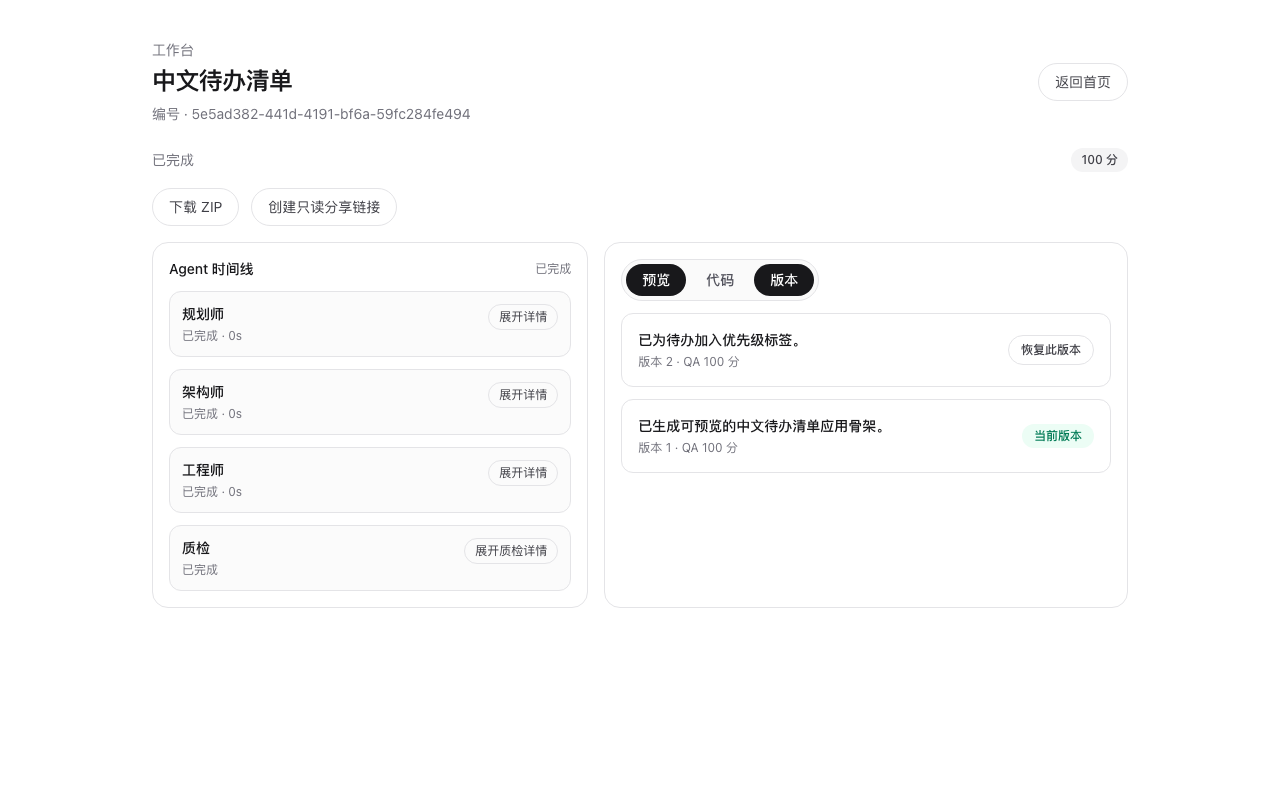 工作台
中文待办清单
编号 · 5e5ad382-441d-4191-bf6a-59fc284fe494
返回首页
已完成
100 分
下载 ZIP
创建只读分享链接
Agent 时间线
已完成
规划师
已完成 · 0s
展开详情
架构师
已完成 · 0s
展开详情
工程师
已完成 · 0s
展开详情
质检
已完成
展开质检详情
预览
代码
版本
已为待办加入优先级标签。
版本 2 · QA 100 分
恢复此版本
已生成可预览的中文待办清单应用骨架。
版本 1 · QA 100 分
当前版本